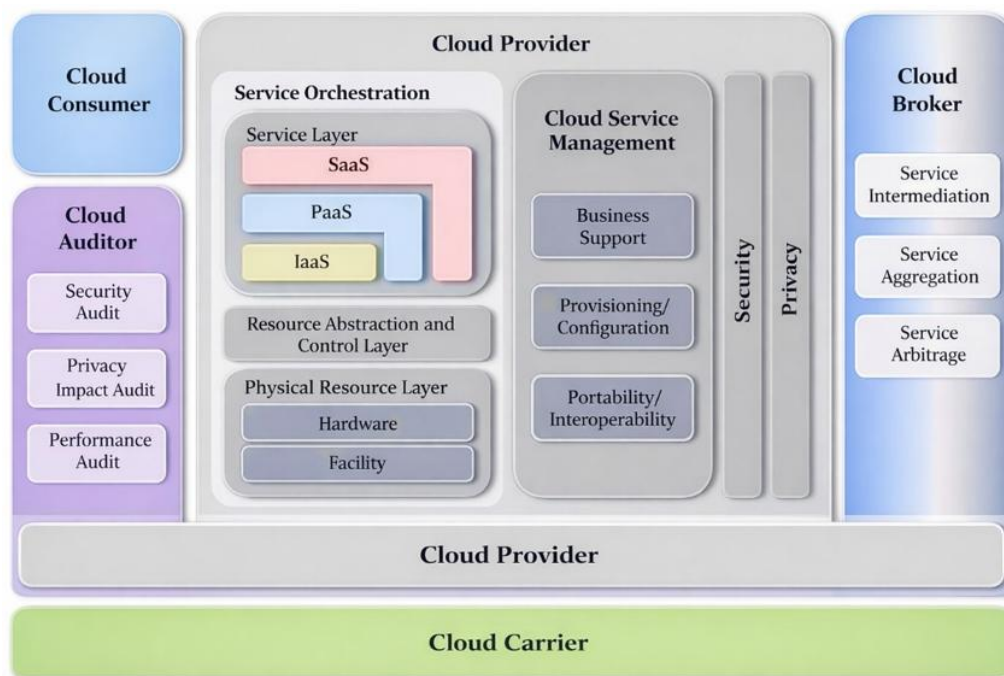 Cloud
Consumer
Cloud
Auditor
Security
Audit
Privacy
Impact Audit
Performance
Audit
Cloud Provider
Service Orchestration
Service Layer
SaaS
PaaS
IaaS
Resource Abstraction and
Control Layer
Physical Resource Layer
Hardware
Facility
Cloud Service
Management
Business
Support
Provisioning/
Configuration
Portability/
Interoperability
Security
Privacy
Cloud
Broker
Service
Intermediation
Service
Aggregation
Service
Arbitrage
Cloud Provider
Cloud Carrier